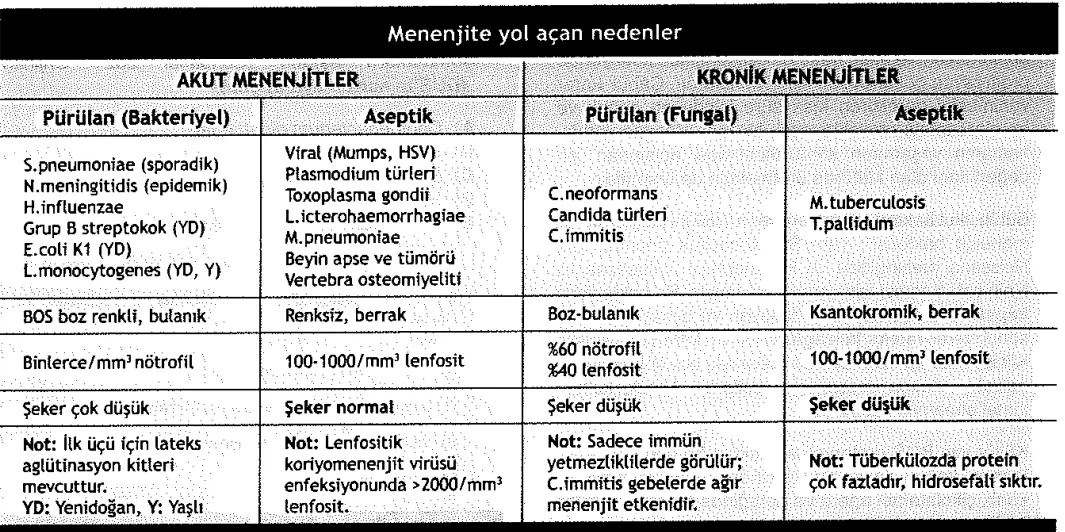 Menenjite yol açan nedenler
AKUT MENENJİTLER
KRONİK MENENJİTLER
Pürülan (Bakteriyel)
Aseptik
Pürülan (Fungal)
Aseptik
S.pneumoniae (sporadik)
N.meningitidis (epidemik)
H.influenzae
Grup B streptokok (YD)
E.coli K1 (YD)
L.monocytogenes (YD, Y)
Viral (Mumps, HSV)
Plasmodium türleri
Toxoplasma gondii
L.icterohaemorrhagiae
M.pneumoniae
Beyin apse ve tümörü
Vertebra osteomiyeliti
C.neoformans
Candida türleri
C.immitis
M.tuberculosis
T.pallidum
BOS boz renkli, bulanık
Renksiz, berrak
Boz-bulanık
Ksantokromik, berrak
Binlerce/mm³ nötrofil
100-1000/mm³ lenfosit
%60 nötrofil
%40 lenfosit
100-1000/mm³ lenfosit
Şeker çok düşük
Şeker normal
Şeker düşük
Şeker düşük
Not: İlk üçü için lateks
aglütinasyon kitleri
mevcuttur.
YD: Yenidoğan, Y: Yaşlı
Not: Lenfositik
koriyomenenjit virüsü
enfeksiyonunda >2000/mm³
lenfosit.
Not: Sadece immün
yetmezliklilerde görülür;
C.immitis gebelerde ağır
menenjit etkenidir.
Not: Tüberkülozda protein
çok fazladır, hidrosefali sıktır.